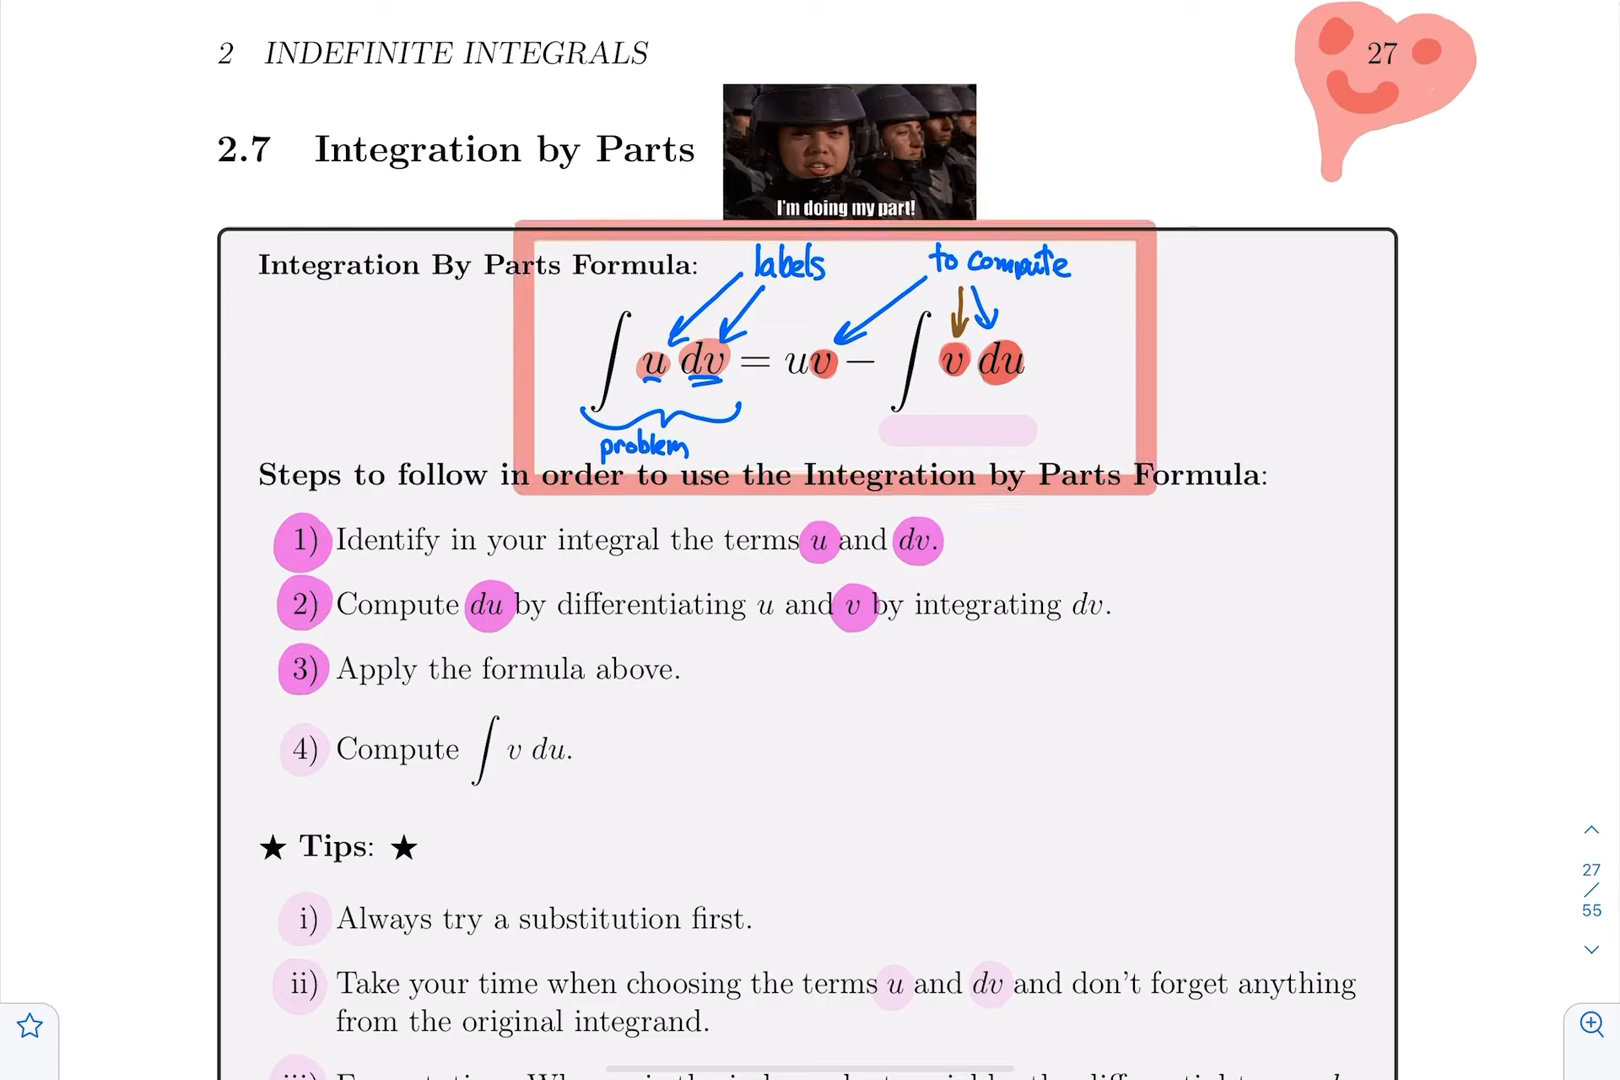 2 INDEFINITE INTEGRALS
27
2.7 Integration by Parts
I'm doing my part!
Integration By Parts Formula:
labels
to compute
∫ u dv = uv − ∫ v du
problem
Steps to follow in order to use the Integration by Parts Formula:
1) Identify in your integral the terms u and dv.
2) Compute du by differentiating u and v by integrating dv.
3) Apply the formula above.
4) Compute ∫ v du.
★ Tips: ★
i) Always try a substitution first.
ii) Take your time when choosing the terms u and dv and don't forget anything
from the original integrand.
27
/
55